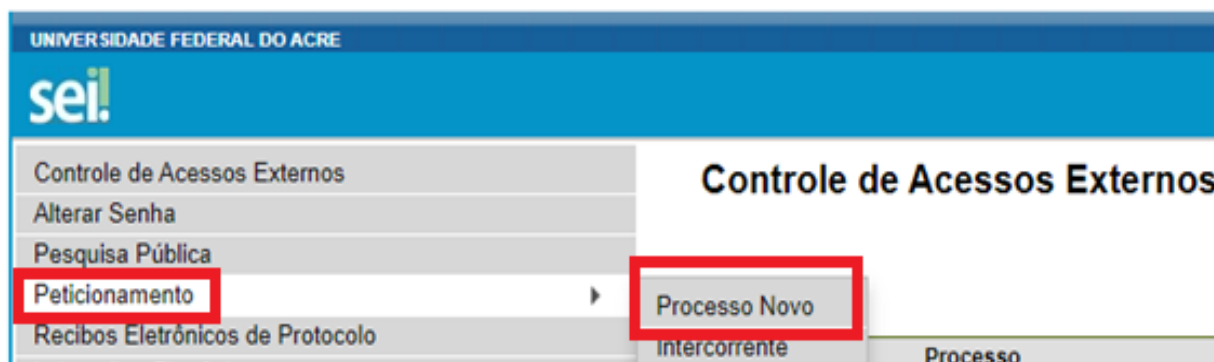 UNIVERSIDADE FEDERAL DO ACRE
sei!
Controle de Acessos Externos
Alterar Senha
Pesquisa Pública
Peticionamento
Recibos Eletrônicos de Protocolo
Controle de Acessos Externos
Processo Novo
Intercorrente
Processo